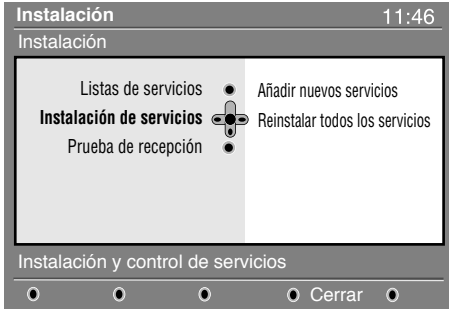 Instalación 11:46
Instalación
Listas de servicios
Instalación de servicios
Prueba de recepción
Añadir nuevos servicios
Reinstalar todos los servicios
Instalación y control de servicios
Cerrar